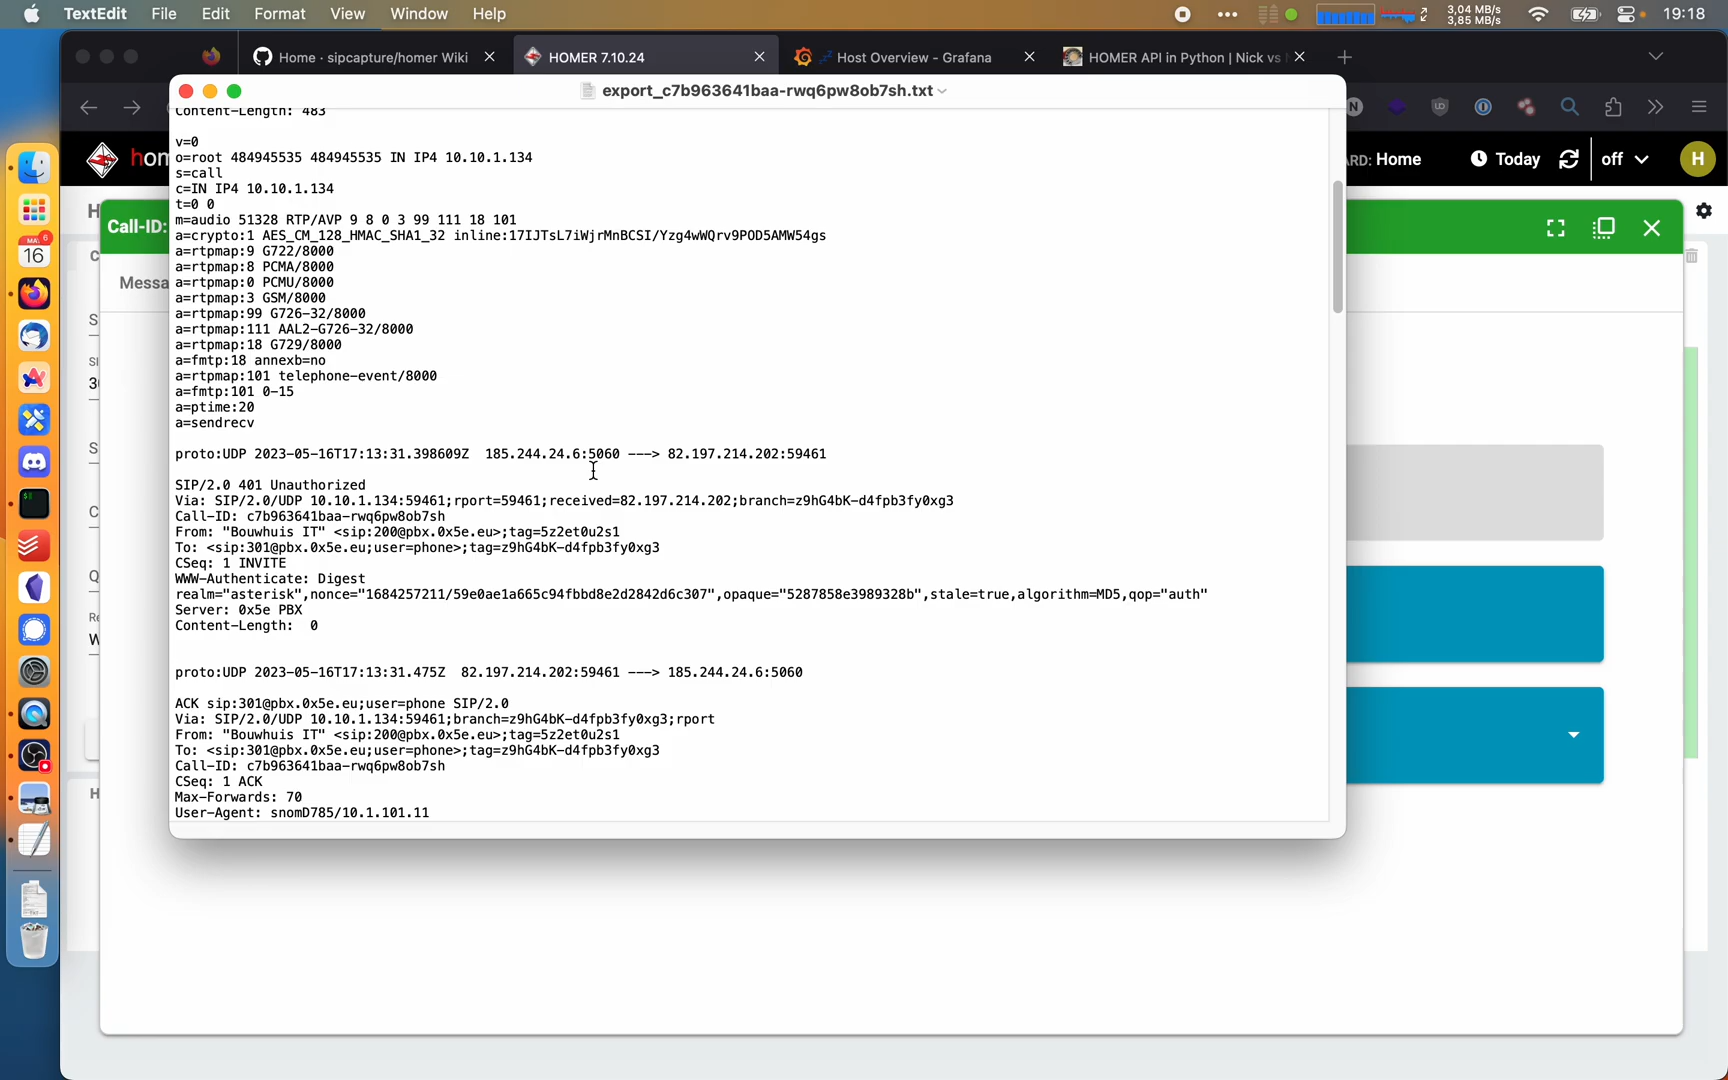 TextEdit File Edit Format View Window Help
3,04 MB/s
3,85 MB/s
19:18
Home · sipcapture/homer Wiki
HOMER 7.10.24
Host Overview - Grafana
HOMER API in Python | Nick vs
export_c7b963641baa-rwq6pw8ob7sh.txt
hom
Home
Today
off
H
Call-ID:
Messa
MAY 6
16
Content-Length: 483
v=0
o=root 484945535 484945535 IN IP4 10.10.1.134
s=call
c=IN IP4 10.10.1.134
t=0 0
m=audio 51328 RTP/AVP 9 8 0 3 99 111 18 101
a=crypto:1 AES_CM_128_HMAC_SHA1_32 inline:17IJTsL7iWjrMnBCSI/Yzg4wWQrv9POD5AMW54gs
a=rtpmap:9 G722/8000
a=rtpmap:8 PCMA/8000
a=rtpmap:0 PCMU/8000
a=rtpmap:3 GSM/8000
a=rtpmap:99 G726-32/8000
a=rtpmap:111 AAL2-G726-32/8000
a=rtpmap:18 G729/8000
a=fmtp:18 annexb=no
a=rtpmap:101 telephone-event/8000
a=fmtp:101 0-15
a=ptime:20
a=sendrecv
proto:UDP 2023-05-16T17:13:31.398609Z 185.244.24.6:5060 ---> 82.197.214.202:59461
SIP/2.0 401 Unauthorized
Via: SIP/2.0/UDP 10.10.1.134:59461;rport=59461;received=82.197.214.202;branch=z9hG4bK-d4fpb3fy0xg3
Call-ID: c7b963641baa-rwq6pw8ob7sh
From: "Bouwhuis IT" <sip:200@pbx.0x5e.eu>;tag=5z2et0u2s1
To: <sip:301@pbx.0x5e.eu;user=phone>;tag=z9hG4bK-d4fpb3fy0xg3
CSeq: 1 INVITE
WWW-Authenticate: Digest
realm="asterisk",nonce="1684257211/59e0ae1a665c94fbbd8e2d2842d6c307",opaque="5287858e3989328b",stale=true,algorithm=MD5,qop="auth"
Server: 0x5e PBX
Content-Length: 0
proto:UDP 2023-05-16T17:13:31.475Z 82.197.214.202:59461 ---> 185.244.24.6:5060
ACK sip:301@pbx.0x5e.eu;user=phone SIP/2.0
Via: SIP/2.0/UDP 10.10.1.134:59461;branch=z9hG4bK-d4fpb3fy0xg3;rport
From: "Bouwhuis IT" <sip:200@pbx.0x5e.eu>;tag=5z2et0u2s1
To: <sip:301@pbx.0x5e.eu;user=phone>;tag=z9hG4bK-d4fpb3fy0xg3
Call-ID: c7b963641baa-rwq6pw8ob7sh
CSeq: 1 ACK
Max-Forwards: 70
User-Agent: snomD785/10.1.101.11